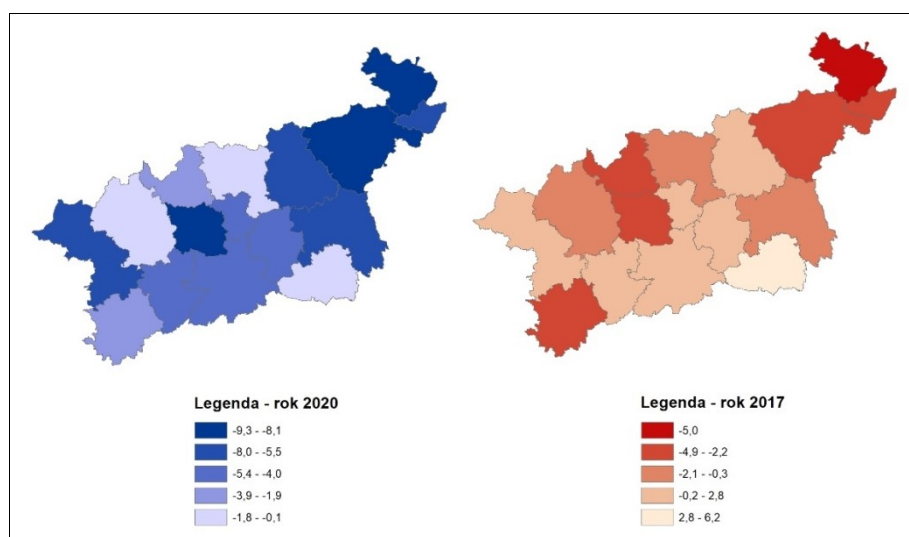 Legenda - rok 2020
-9,3 - -8,1
-8,0 - -5,5
-5,4 - -4,0
-3,9 - -1,9
-1,8 - -0,1
Legenda - rok 2017
-5,0
-4,9 - -2,2
-2,1 - -0,3
-0,2 - 2,8
2,8 - 6,2